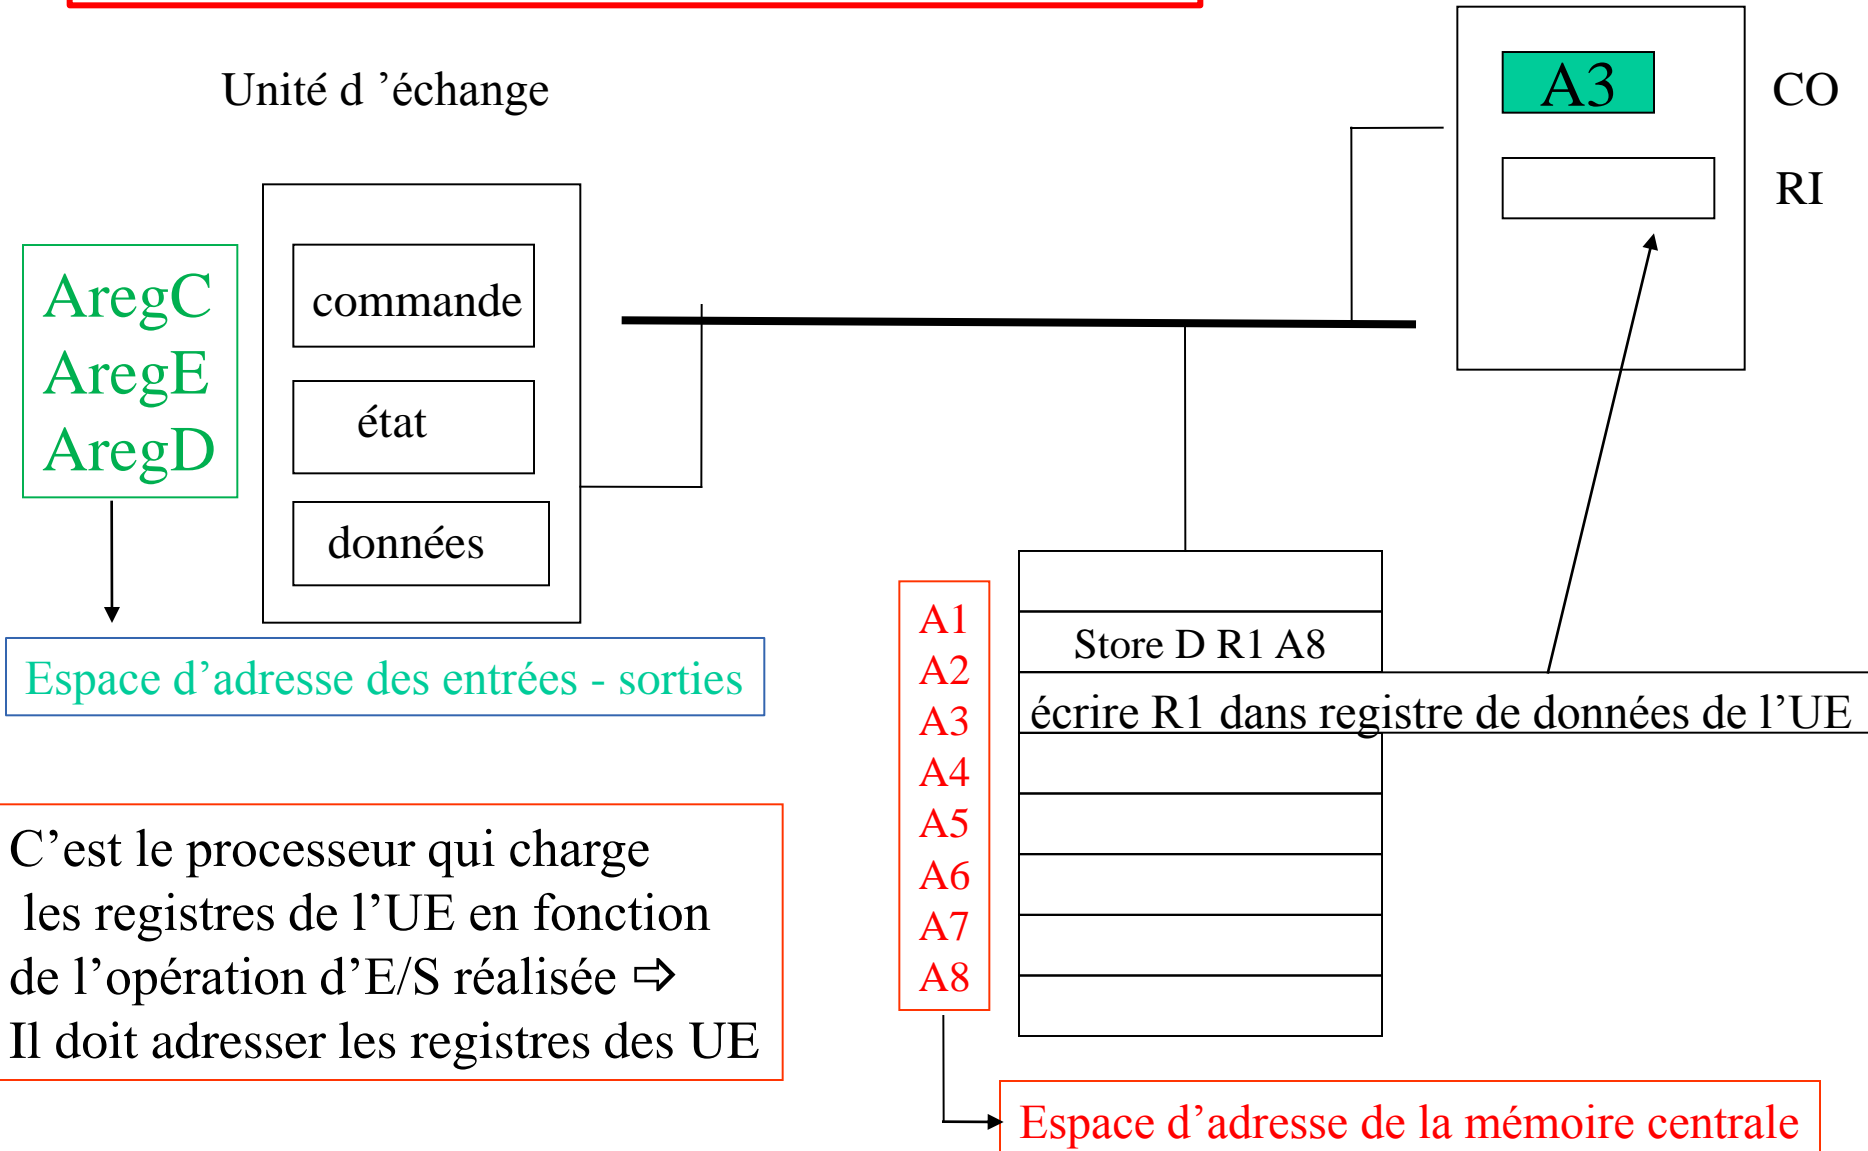 Unité d ’échange
A3
CO
RI
AregC
AregE
AregD
commande
état
données
Espace d’adresse des entrées - sorties
A1
A2
A3
A4
A5
A6
A7
A8
Store D R1 A8
écrire R1 dans registre de données de l’UE
C’est le processeur qui charge
les registres de l’UE en fonction
de l’opération d’E/S réalisée ⇨
Il doit adresser les registres des UE
Espace d’adresse de la mémoire centrale